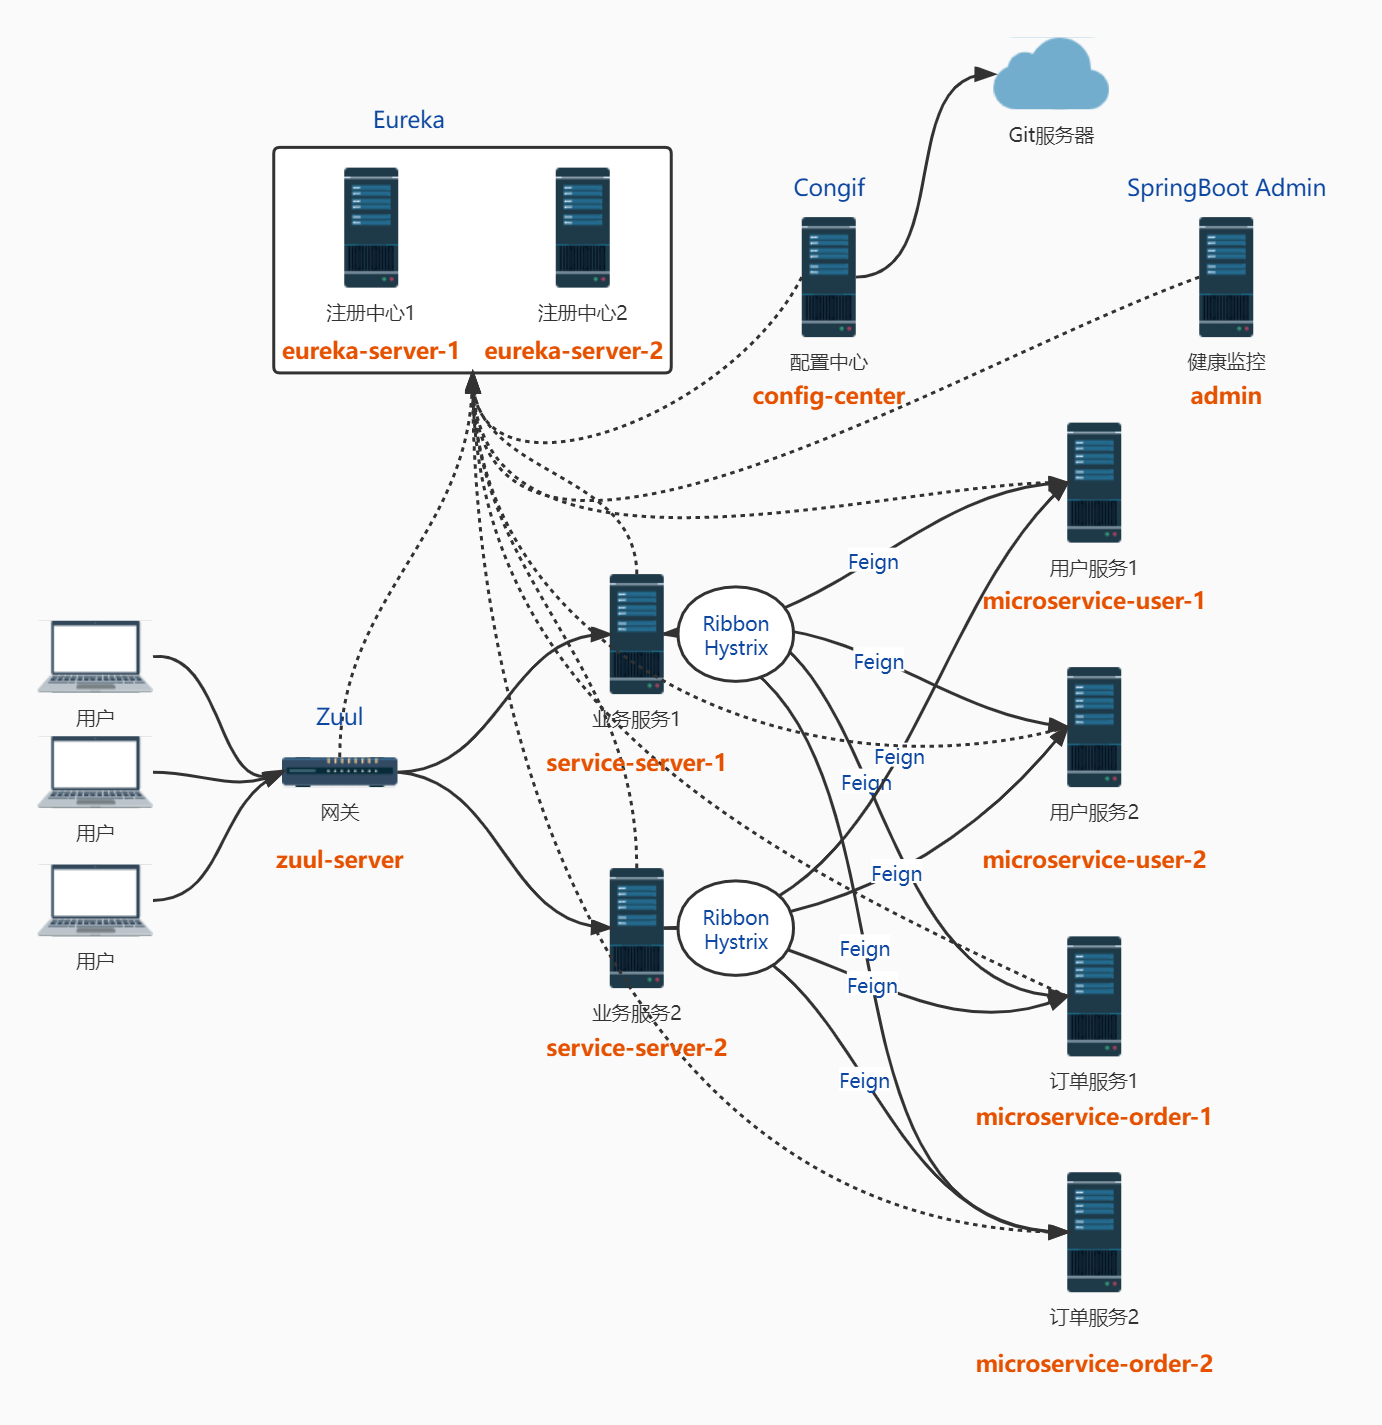 Git服务器
Eureka
Congif
SpringBoot Admin
注册中心1
注册中心2
eureka-server-1
eureka-server-2
配置中心
健康监控
config-center
admin
Feign
用户服务1
microservice-user-1
Ribbon
Hystrix
Feign
用户
Zuul
业务服务1
service-server-1
Feign
Feign
网关
用户服务2
用户
zuul-server
microservice-user-2
Feign
Ribbon
Hystrix
Feign
用户
Feign
业务服务2
service-server-2
Feign
订单服务1
microservice-order-1
订单服务2
microservice-order-2